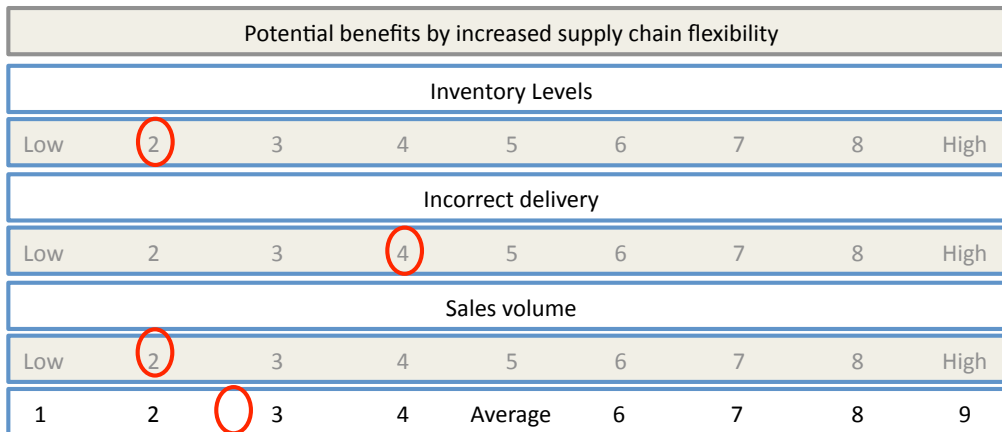 Potential benefits by increased supply chain flexibility
Inventory Levels
Low 2 3 4 5 6 7 8 High
Incorrect delivery
Low 2 3 4 5 6 7 8 High
Sales volume
Low 2 3 4 5 6 7 8 High
1 2 3 4 Average 6 7 8 9